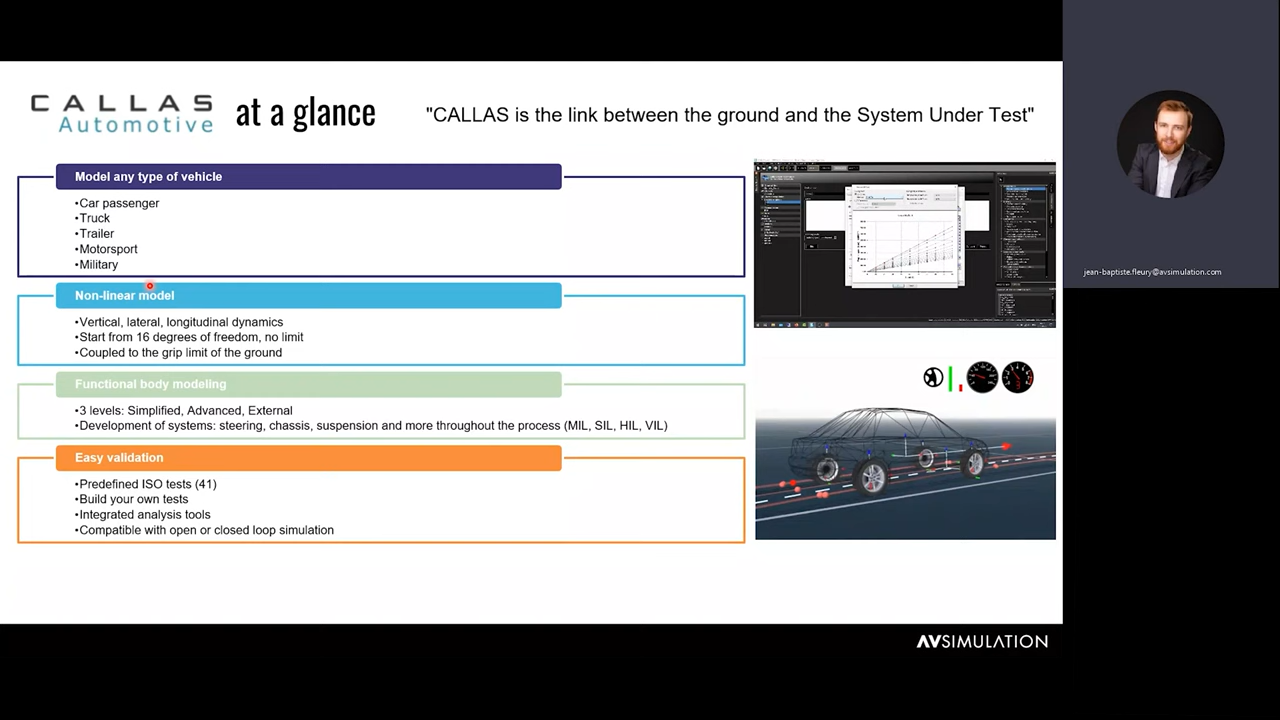 CALLAS
Automotive
at a glance
"CALLAS is the link between the ground and the System Under Test"
Model any type of vehicle
•Car passenger
•Truck
•Trailer
•Motorsport
•Military
Non-linear model
•Vertical, lateral, longitudinal dynamics
•Start from 16 degrees of freedom, no limit
•Coupled to the grip limit of the ground
Functional body modeling
•3 levels: Simplified, Advanced, External
•Development of systems: steering, chassis, suspension and more throughout the process (MIL, SIL, HIL, VIL)
Easy validation
•Predefined ISO tests (41)
•Build your own tests
•Integrated analysis tools
•Compatible with open or closed loop simulation
jean-baptiste.fleury@avsimulation.com
AVSIMULATION